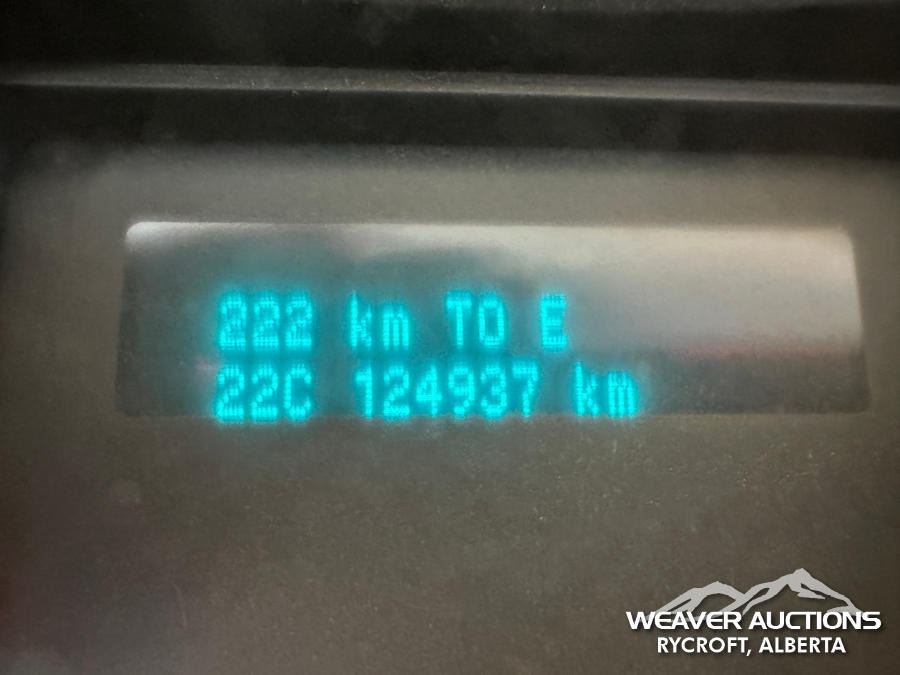 222 km TO E
22C 124937 km
WEAVER AUCTIONS
RYCROFT, ALBERTA